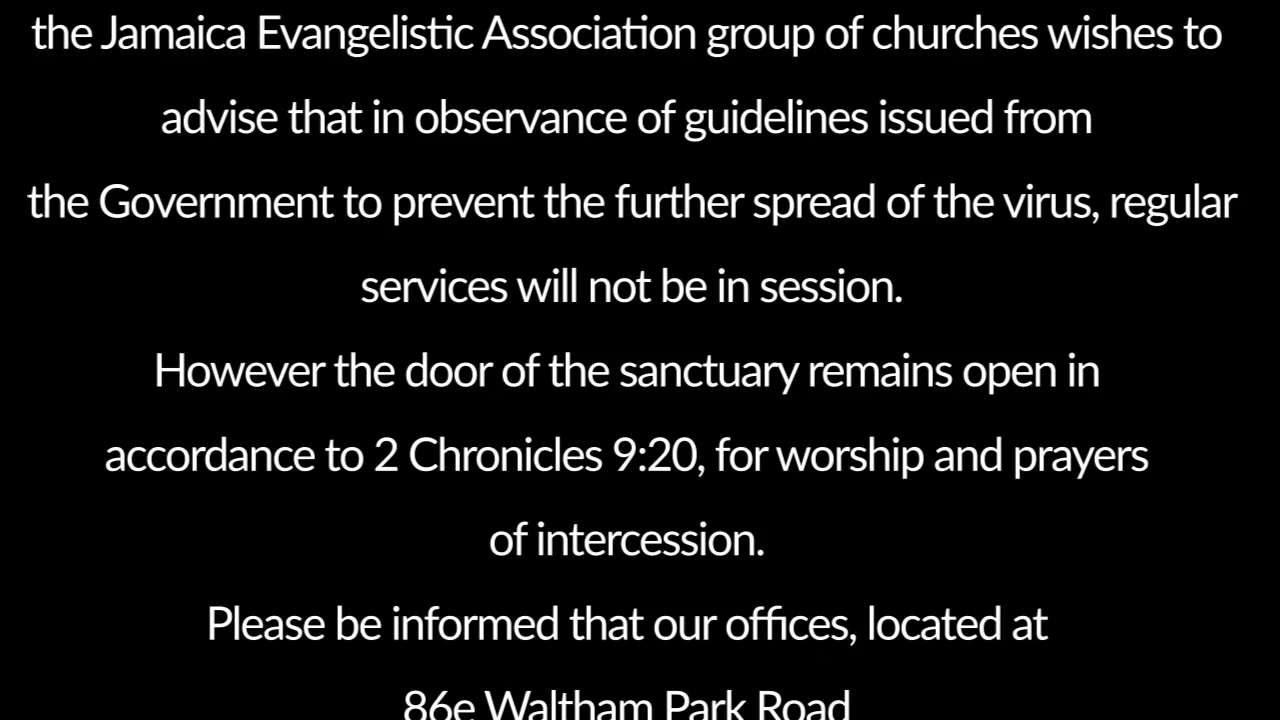 the Jamaica Evangelistic Association group of churches wishes to
advise that in observance of guidelines issued from
the Government to prevent the further spread of the virus, regular
services will not be in session.
However the door of the sanctuary remains open in
accordance to 2 Chronicles 9:20, for worship and prayers
of intercession.
Please be informed that our offices, located at
86e Waltham Park Road